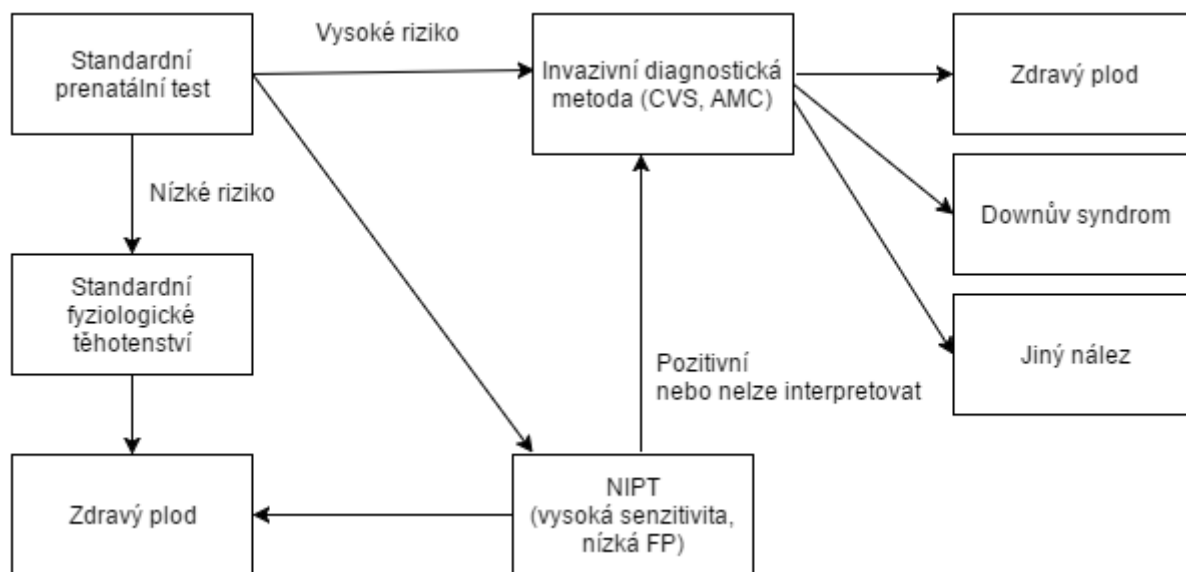 Standardní
prenatální test
Vysoké riziko
Invazivní diagnostická
metoda (CVS, AMC)
Zdravý plod
Nízké riziko
Downův syndrom
Standardní
fyziologické
těhotenství
Jiný nález
Pozitivní
nebo nelze interpretovat
Zdravý plod
NIPT
(vysoká senzitivita,
nízká FP)